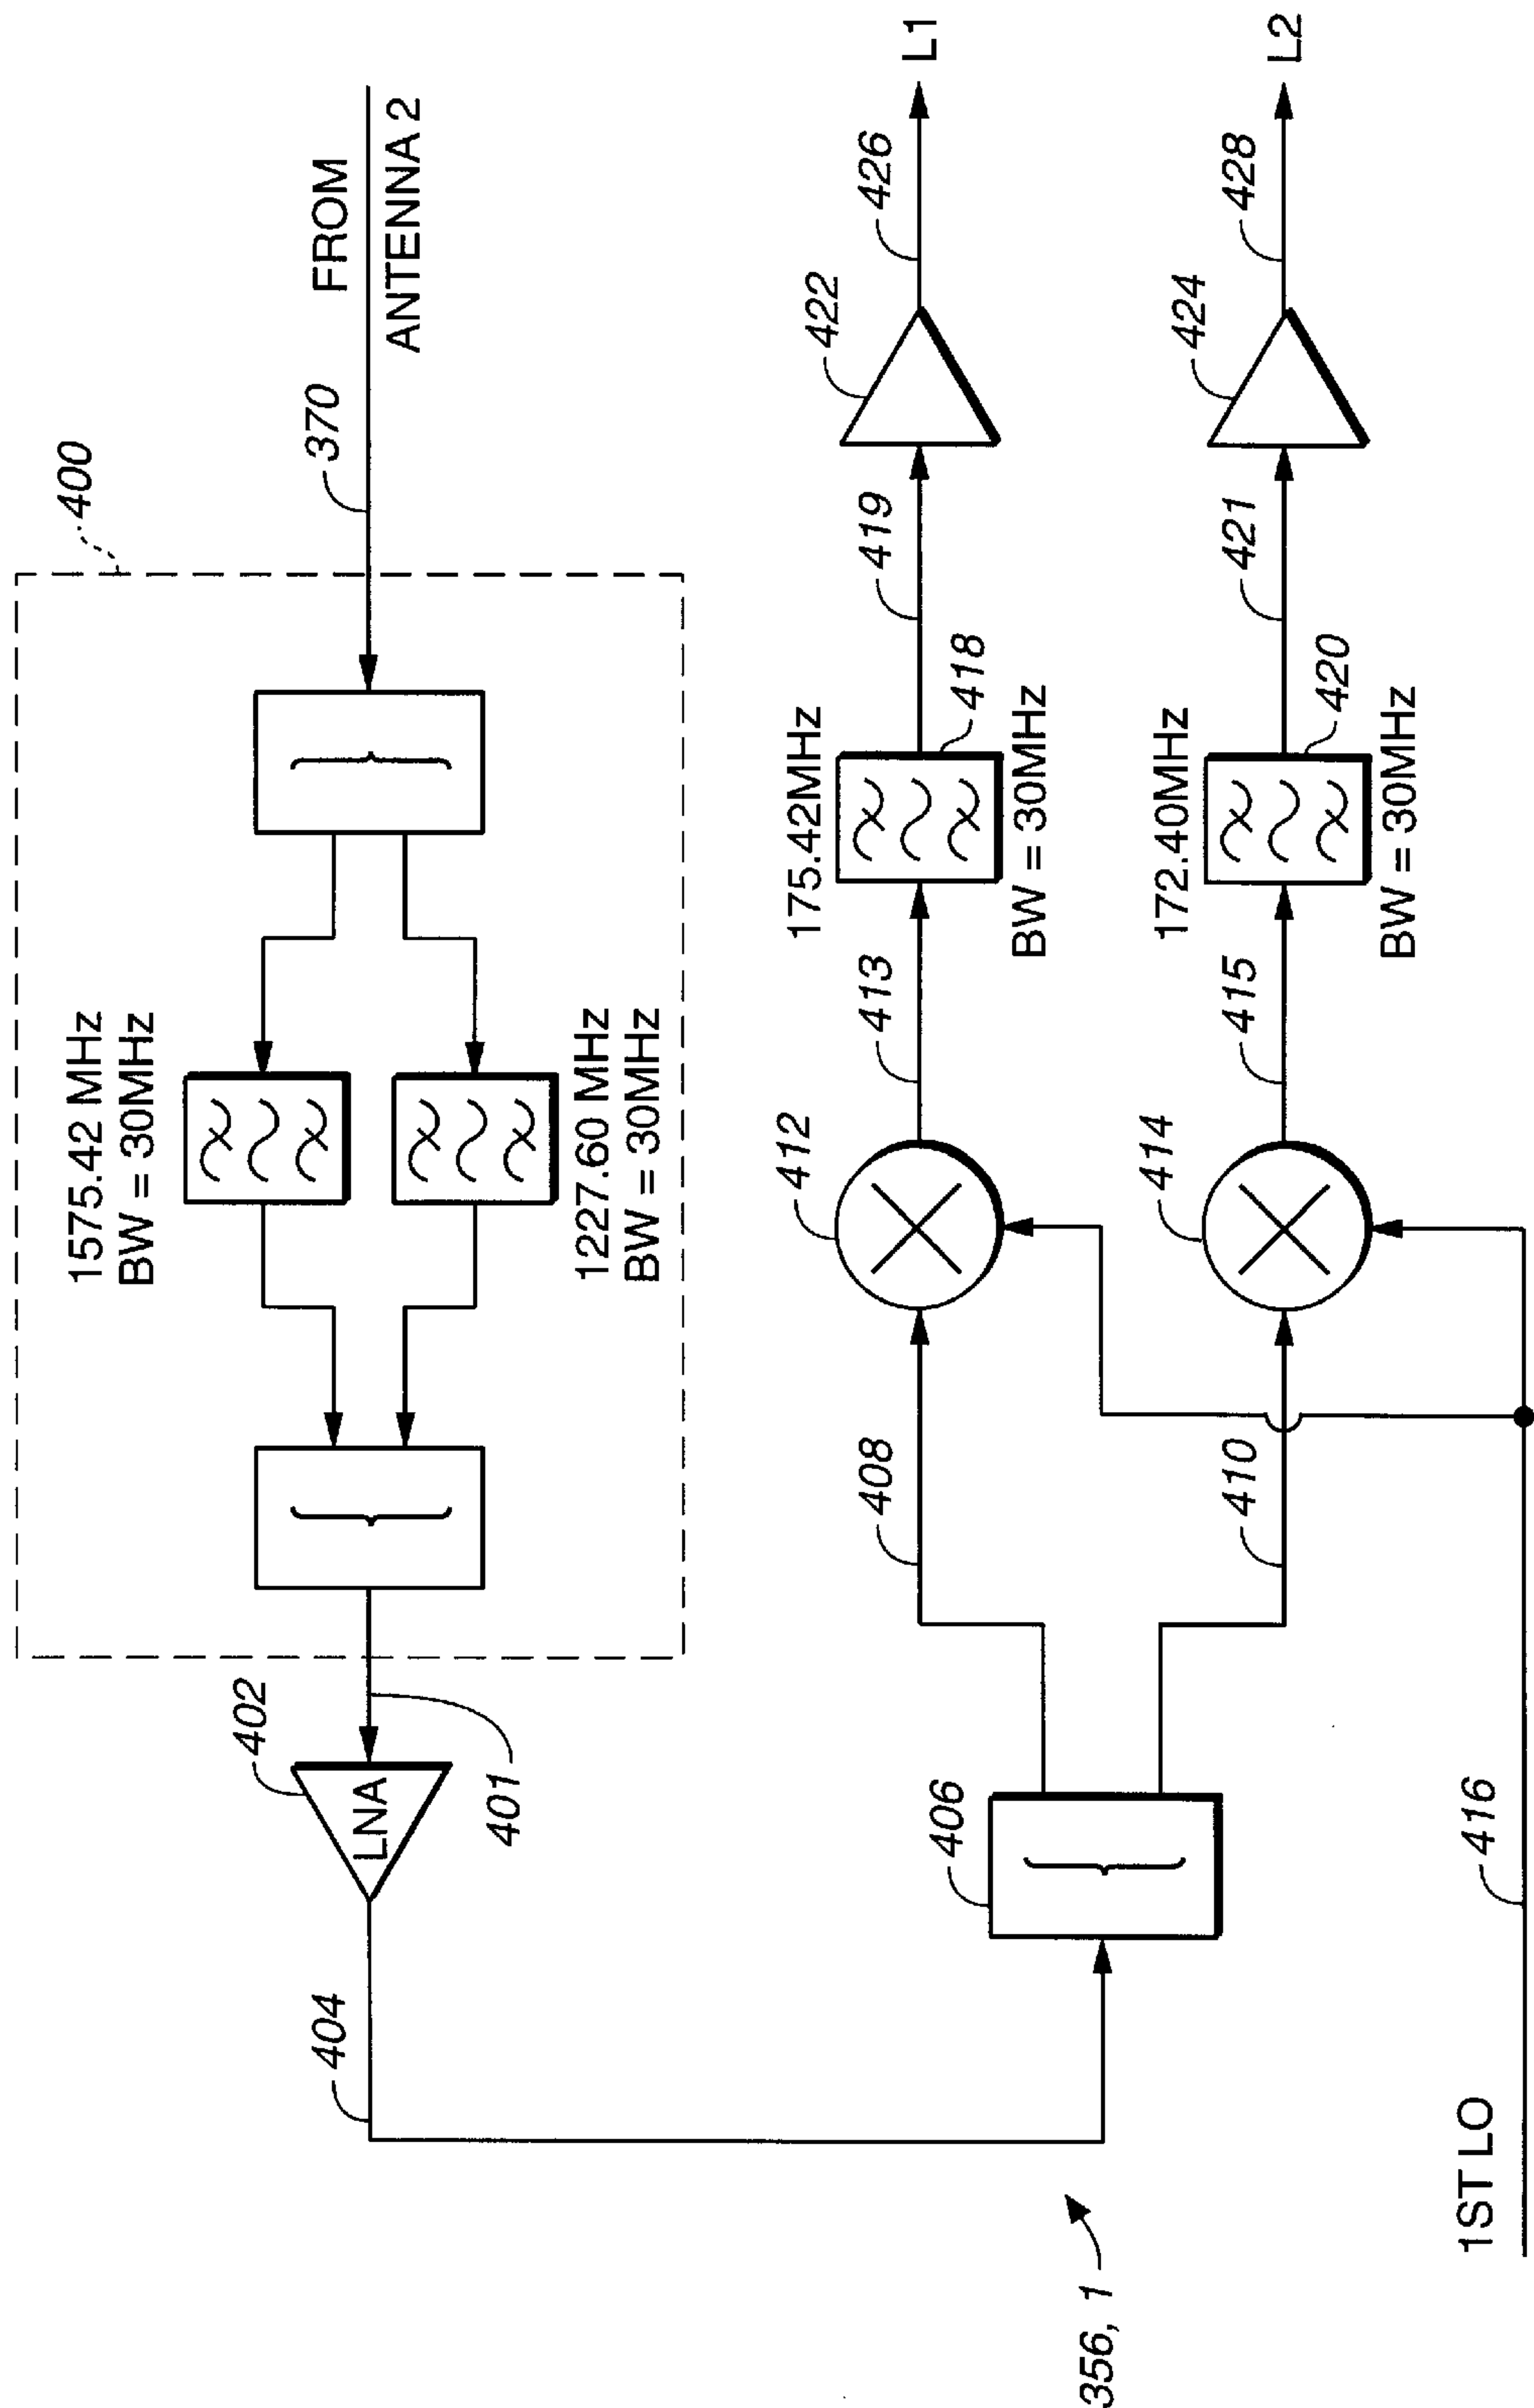 400
370
FROM
ANTENNA 2
1575.42 MHz
BW = 30MHz
1227.60 MHz
BW = 30MHz
402
LNA
401
404
406
408
410
412
414
413
415
175.42MHz
418
BW = 30MHz
172.40MHz
420
BW = 30MHz
419
421
422
424
426
428
L1
L2
416
1ST LO
356, 1